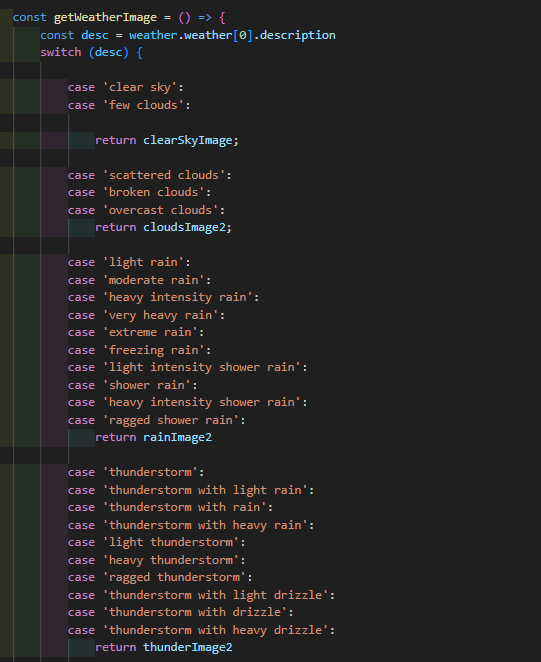 const getWeatherImage = () => {
const desc = weather.weather[0].description
switch (desc) {
case 'clear sky':
case 'few clouds':
return clearSkyImage;
case 'scattered clouds':
case 'broken clouds':
case 'overcast clouds':
return cloudsImage2;
case 'light rain':
case 'moderate rain':
case 'heavy intensity rain':
case 'very heavy rain':
case 'extreme rain':
case 'freezing rain':
case 'light intensity shower rain':
case 'shower rain':
case 'heavy intensity shower rain':
case 'ragged shower rain':
return rainImage2
case 'thunderstorm':
case 'thunderstorm with light rain':
case 'thunderstorm with rain':
case 'thunderstorm with heavy rain':
case 'light thunderstorm':
case 'heavy thunderstorm':
case 'ragged thunderstorm':
case 'thunderstorm with light drizzle':
case 'thunderstorm with drizzle':
case 'thunderstorm with heavy drizzle':
return thunderImage2